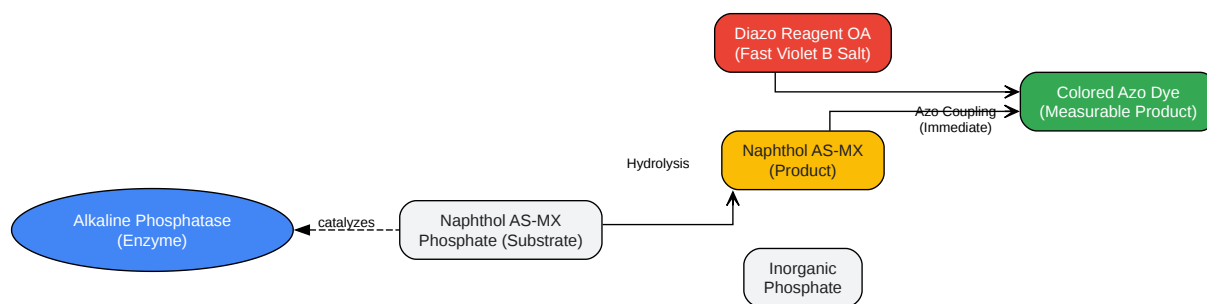 Diazo Reagent OA
(Fast Violet B Salt)
Colored Azo Dye
(Measurable Product)
Azo Coupling
(Immediate)
Naphthol AS-MX
(Product)
Hydrolysis
Alkaline Phosphatase
(Enzyme)
catalyzes
Naphthol AS-MX
Phosphate (Substrate)
Inorganic
Phosphate